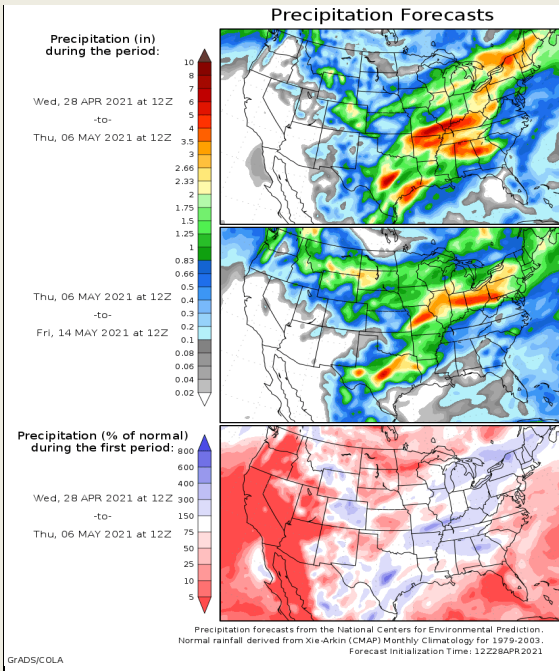 Precipitation Forecasts
Precipitation (in)
during the period:
Wed, 28 APR 2021 at 12Z
-to-
Thu, 06 MAY 2021 at 12Z
10
8
7
6
5
4
3.5
3
2.66
2.33
2
1.75
1.5
1.25
1
0.83
0.66
0.5
0.4
0.3
0.2
0.1
0.08
0.06
0.04
0.02
Thu, 06 MAY 2021 at 12Z
-to-
Fri, 14 MAY 2021 at 12Z
Precipitation (% of normal)
during the first period:
Wed, 28 APR 2021 at 12Z
-to-
Thu, 06 MAY 2021 at 12Z
800
600
400
300
150
75
50
25
10
5
Precipitation forecasts from the National Centers for Environmental Prediction.
Normal rainfall derived from Xie-Arkin (CMAP) Monthly Climatology for 1979-2003.
Forecast Initialization Time: 12Z28APR2021
GrADS/COLA